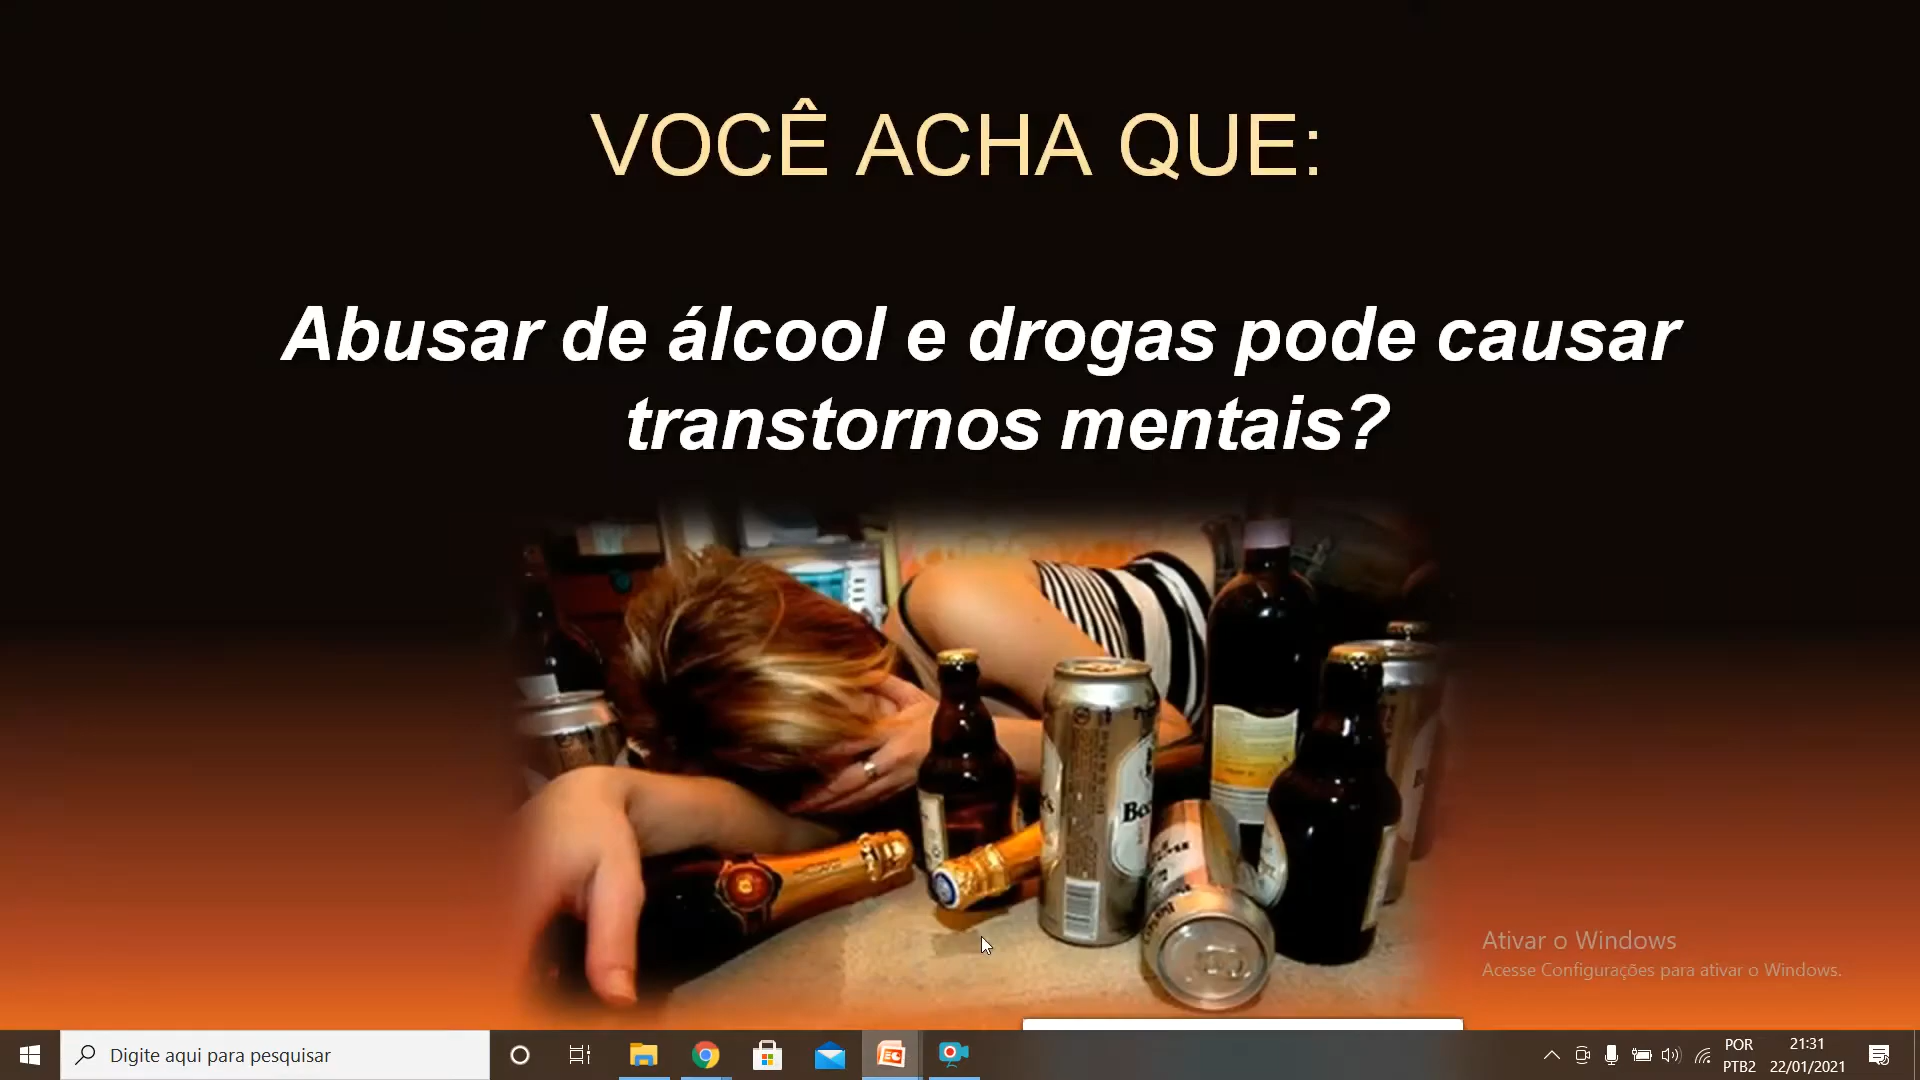 VOCÊ ACHA QUE:
Abusar de álcool e drogas pode causar
transtornos mentais?
Ativar o Windows
Acesse Configurações para ativar o Windows.
Digite aqui para pesquisar
POR
PTB2
21:31
22/01/2021